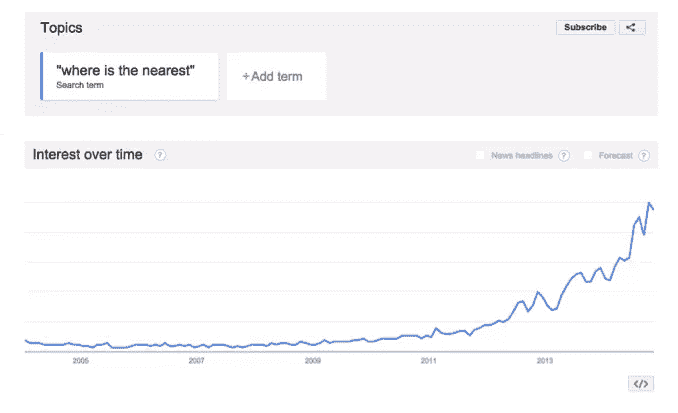 Topics
Subscribe
"where is the nearest"
Search term
+Add term
Interest over time ?
News headlines ? Forecast ?
2005 2007 2009 2011 2013
</>